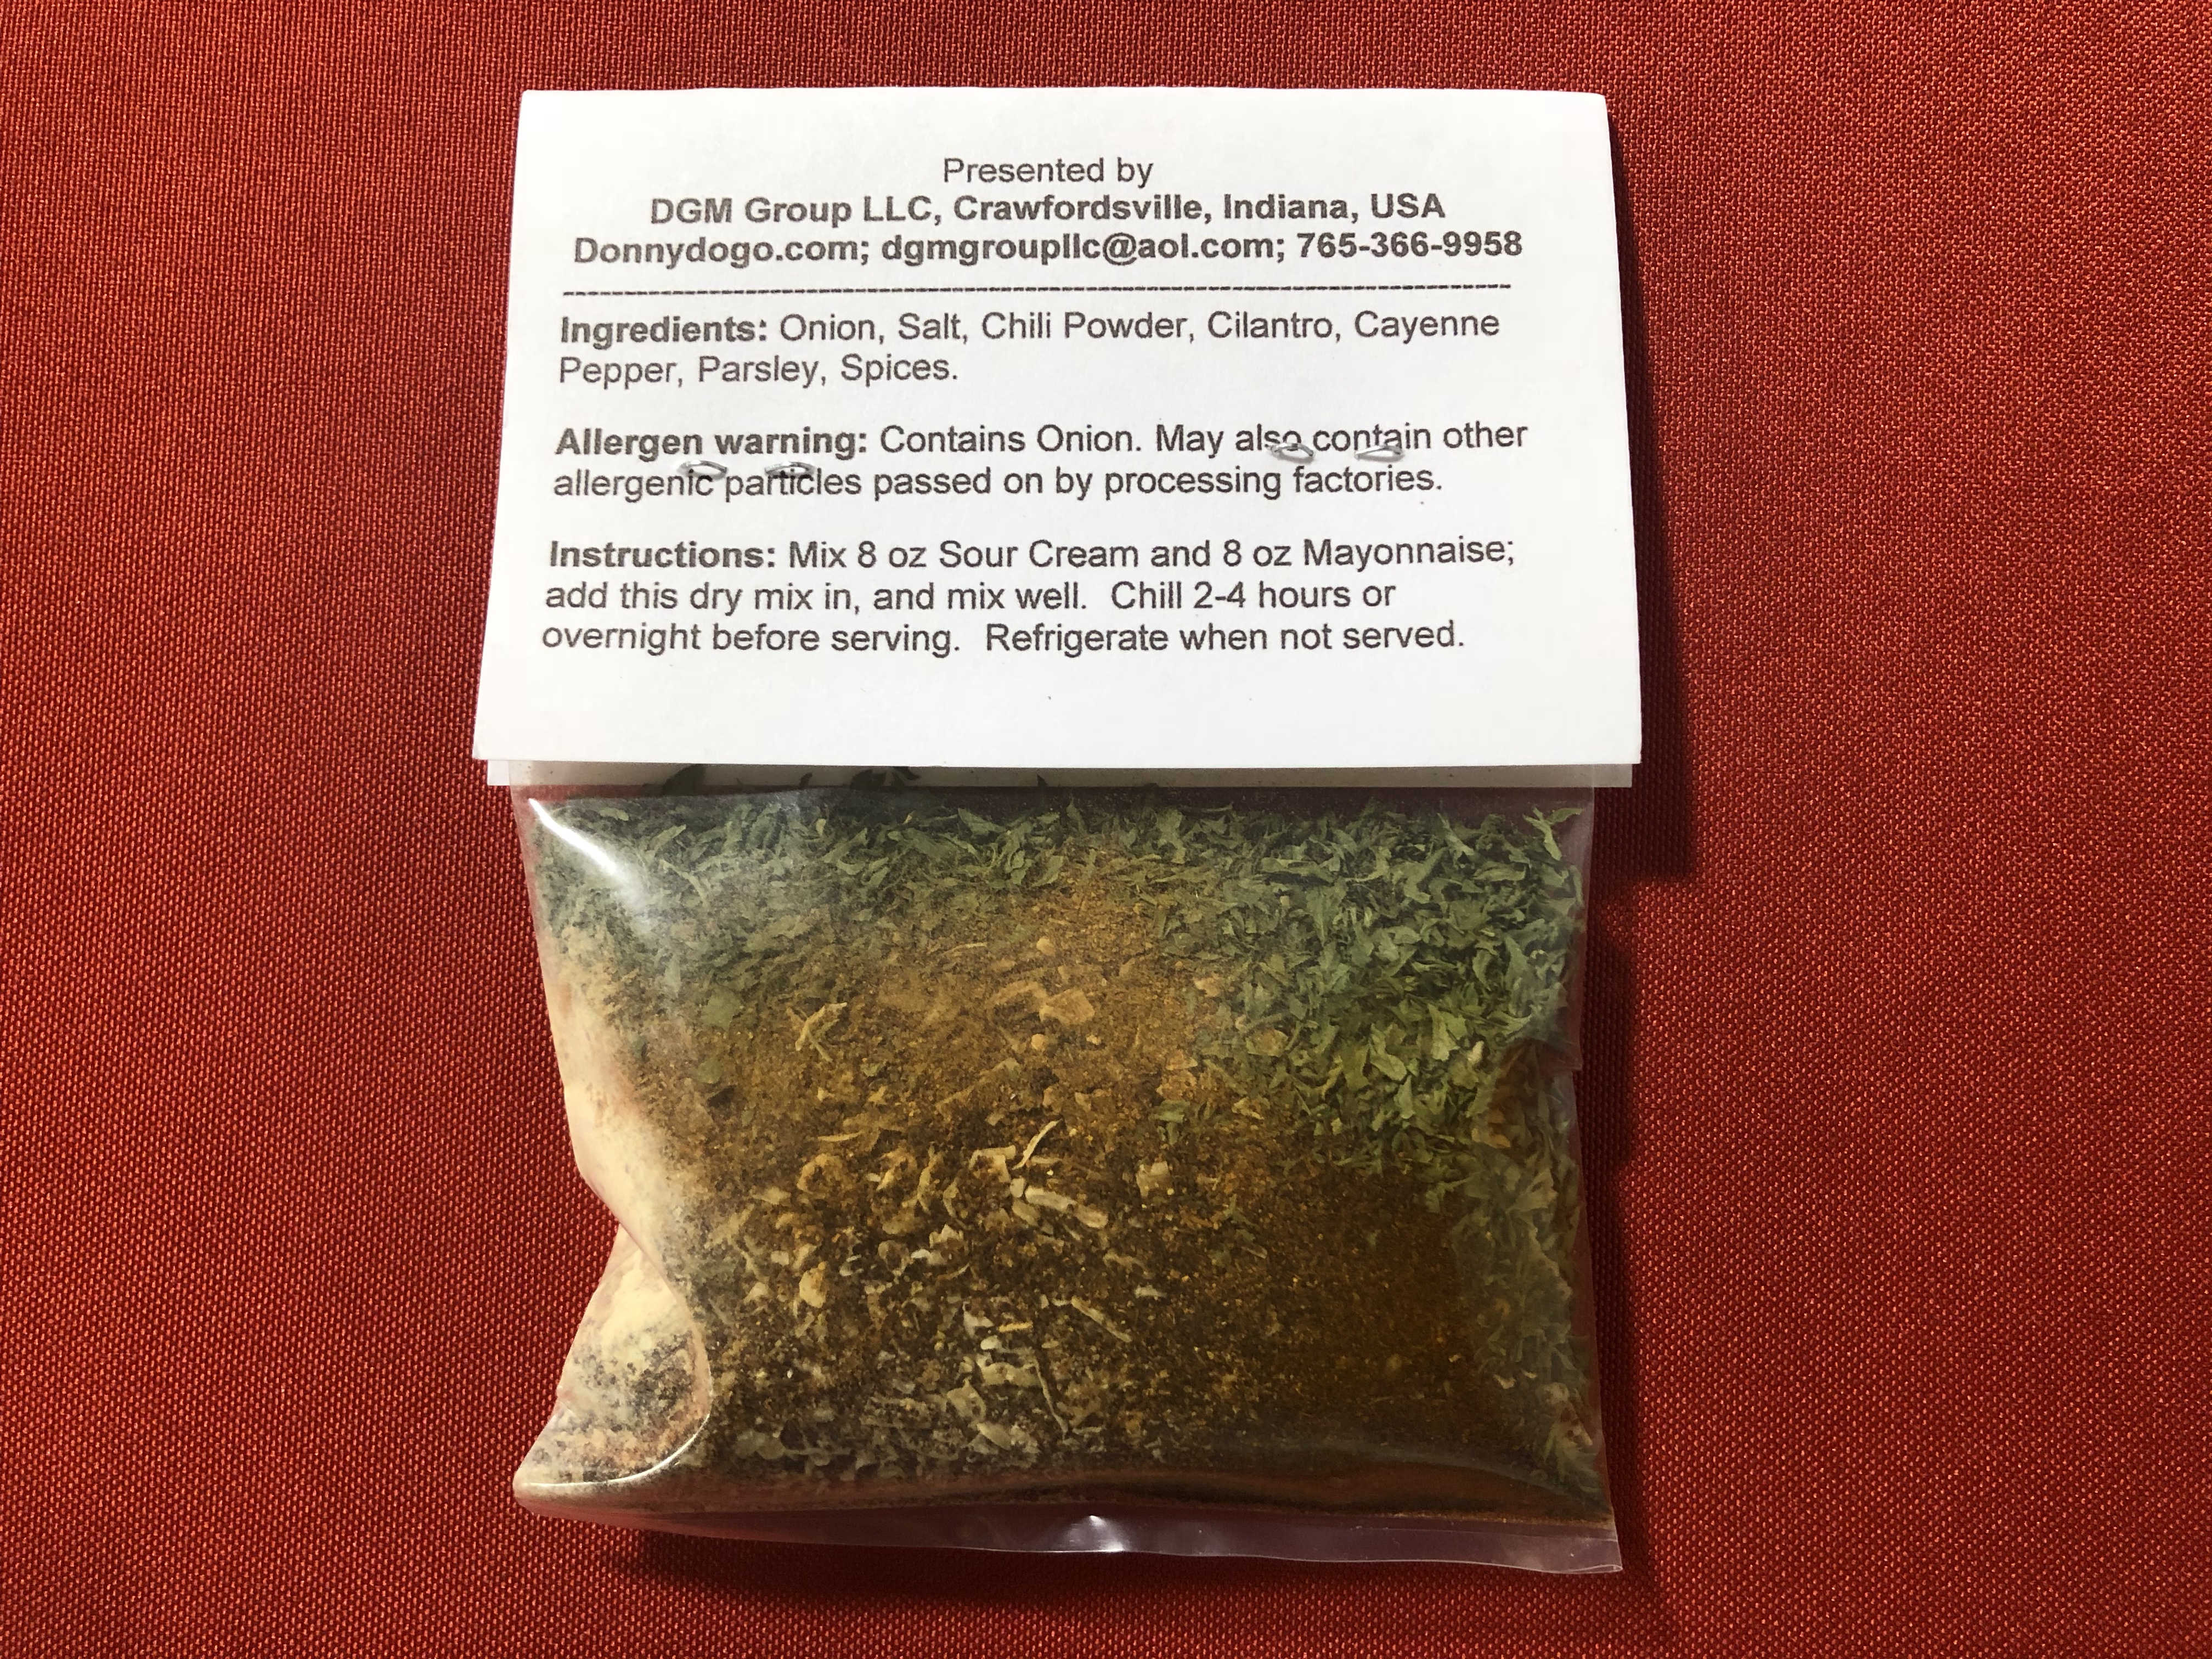 Presented by
DGM Group LLC, Crawfordsville, Indiana, USA
Donnydogo.com; dgmgroupllc@aol.com; 765-366-9958
--------------------------------------------------------------------------------
Ingredients: Onion, Salt, Chili Powder, Cilantro, Cayenne
Pepper, Parsley, Spices.
Allergen warning: Contains Onion. May also contain other
allergenic particles passed on by processing factories.
Instructions: Mix 8 oz Sour Cream and 8 oz Mayonnaise;
add this dry mix in, and mix well.  Chill 2-4 hours or
overnight before serving.  Refrigerate when not served.